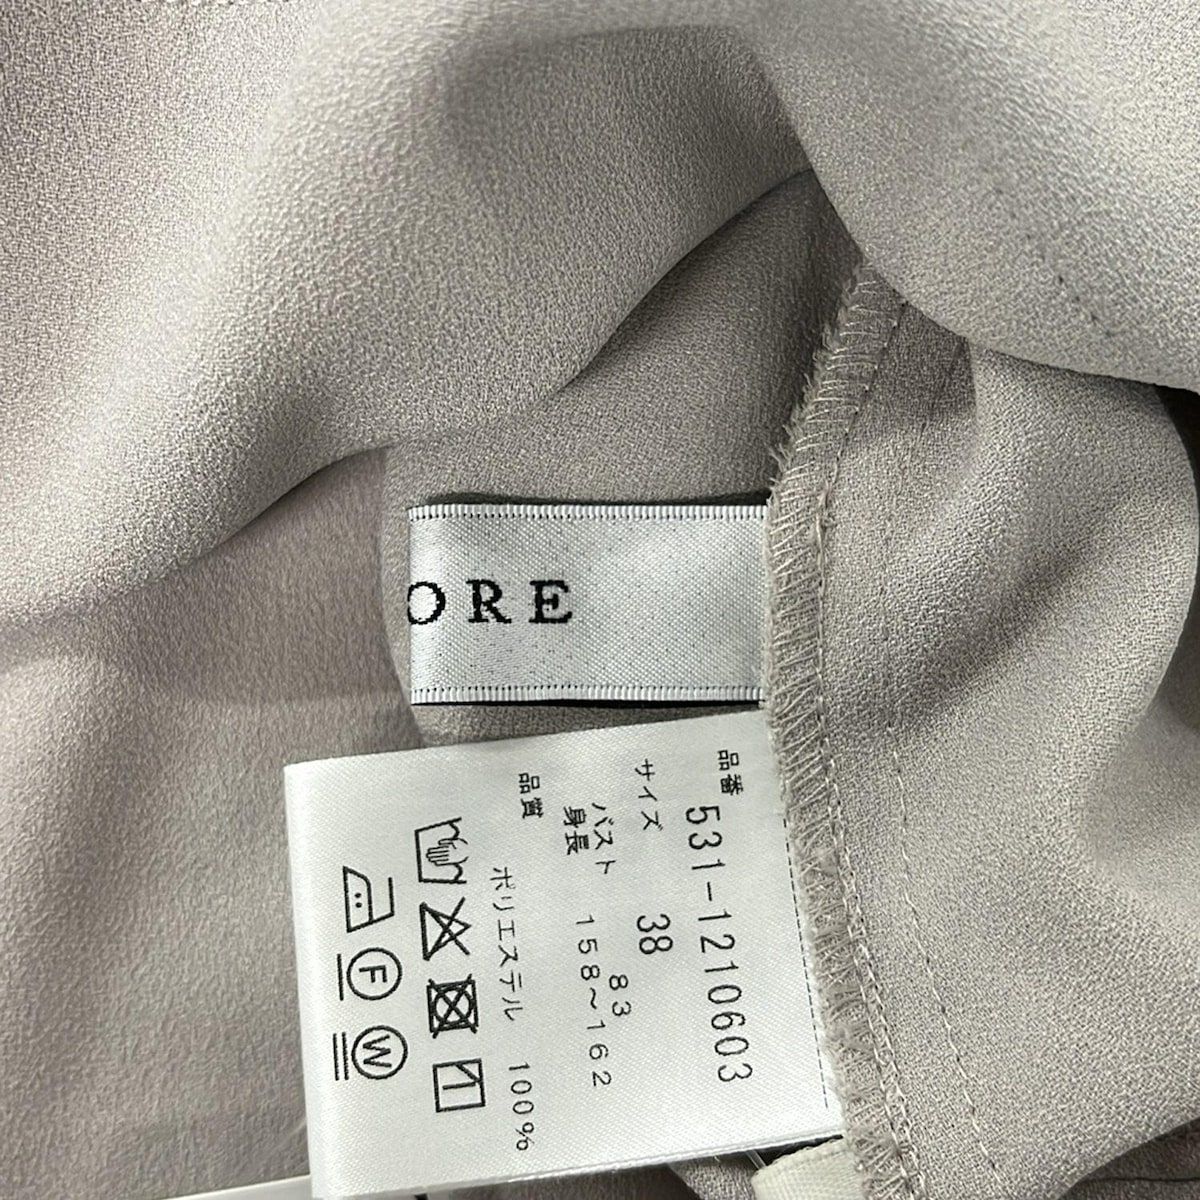 ORE
品番 531-1210603
サイズ 38
バスト 83
身長 158～162
品質
ポリエステル 100%
F W